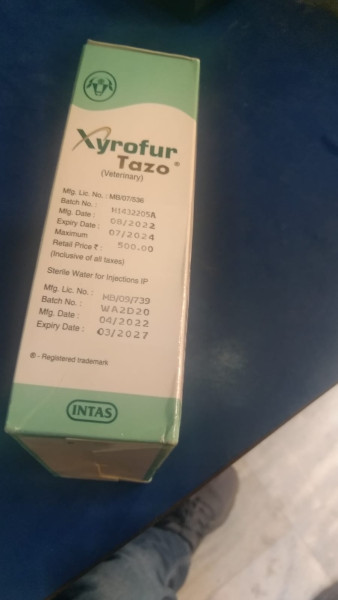 Xyrofur
Tazo®
(Veterinary)
Mfg. Lic. No. : MB/07/536
Batch No. : H1432205A
Mfg. Date : 08/2022
Expiry Date : 07/2024
Maximum
Retail Price ₹ : 500.00
(Inclusive of all taxes)
Sterile Water for Injections IP
Mfg. Lic. No. : MB/09/739
Batch No. : WA2D20
Mfg. Date : 04/2022
Expiry Date : 03/2027
® - Registered trademark
INTAS